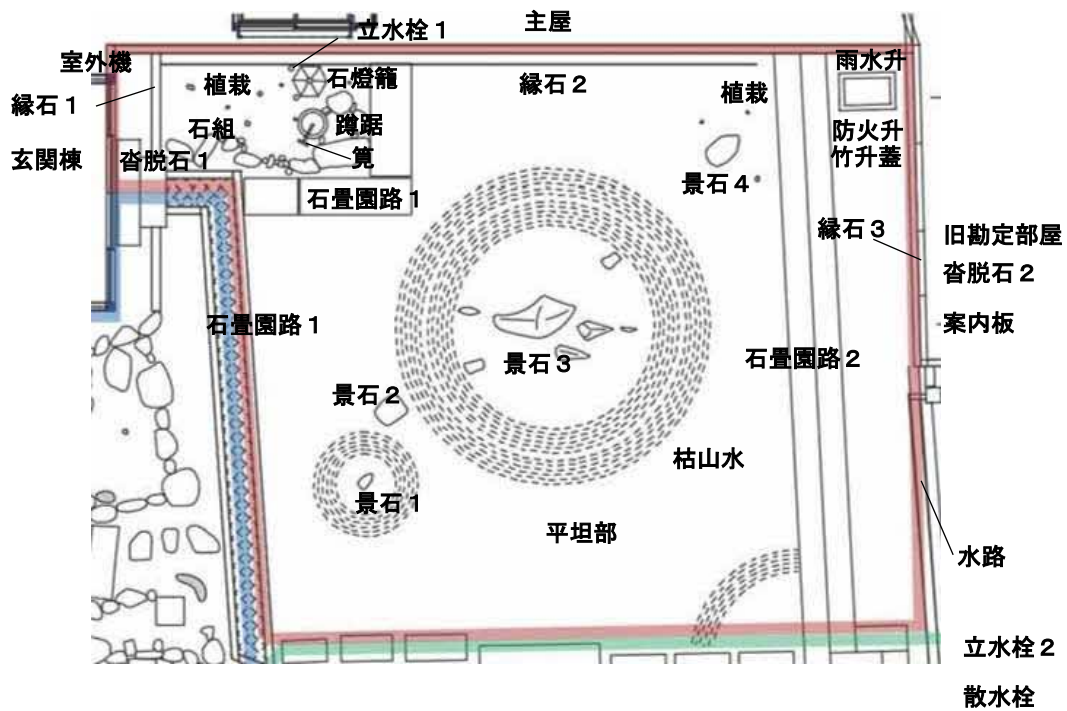 主屋
立水栓１
室外機
縁石１
植栽
石燈籠
縁石２
植栽
雨水升
石組
蹲踞
防火升
竹升蓋
玄関棟
沓脱石１
筧
景石４
石畳園路１
縁石３
旧勘定部屋
沓脱石２
案内板
石畳園路１
景石３
石畳園路２
景石２
枯山水
景石１
平坦部
水路
立水栓２
散水栓